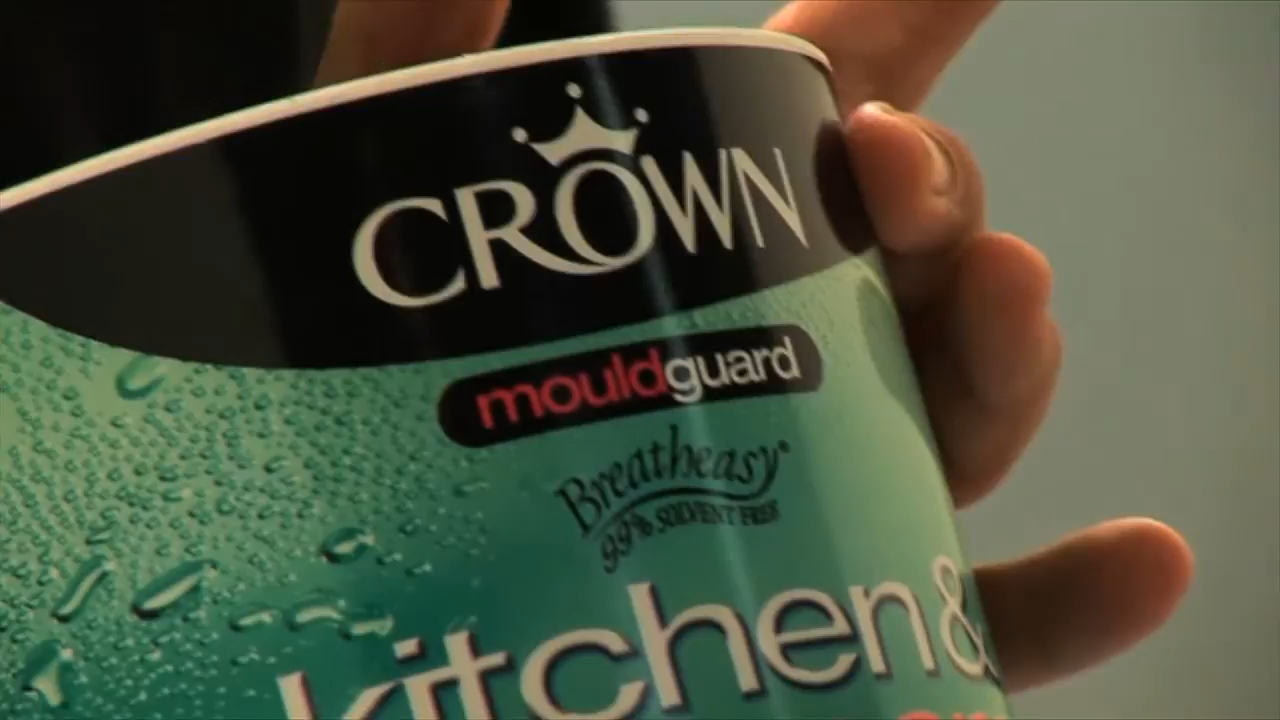 CROWN
mouldguard
Breatheasy®
99% SOLVENT FREE
kitchen &